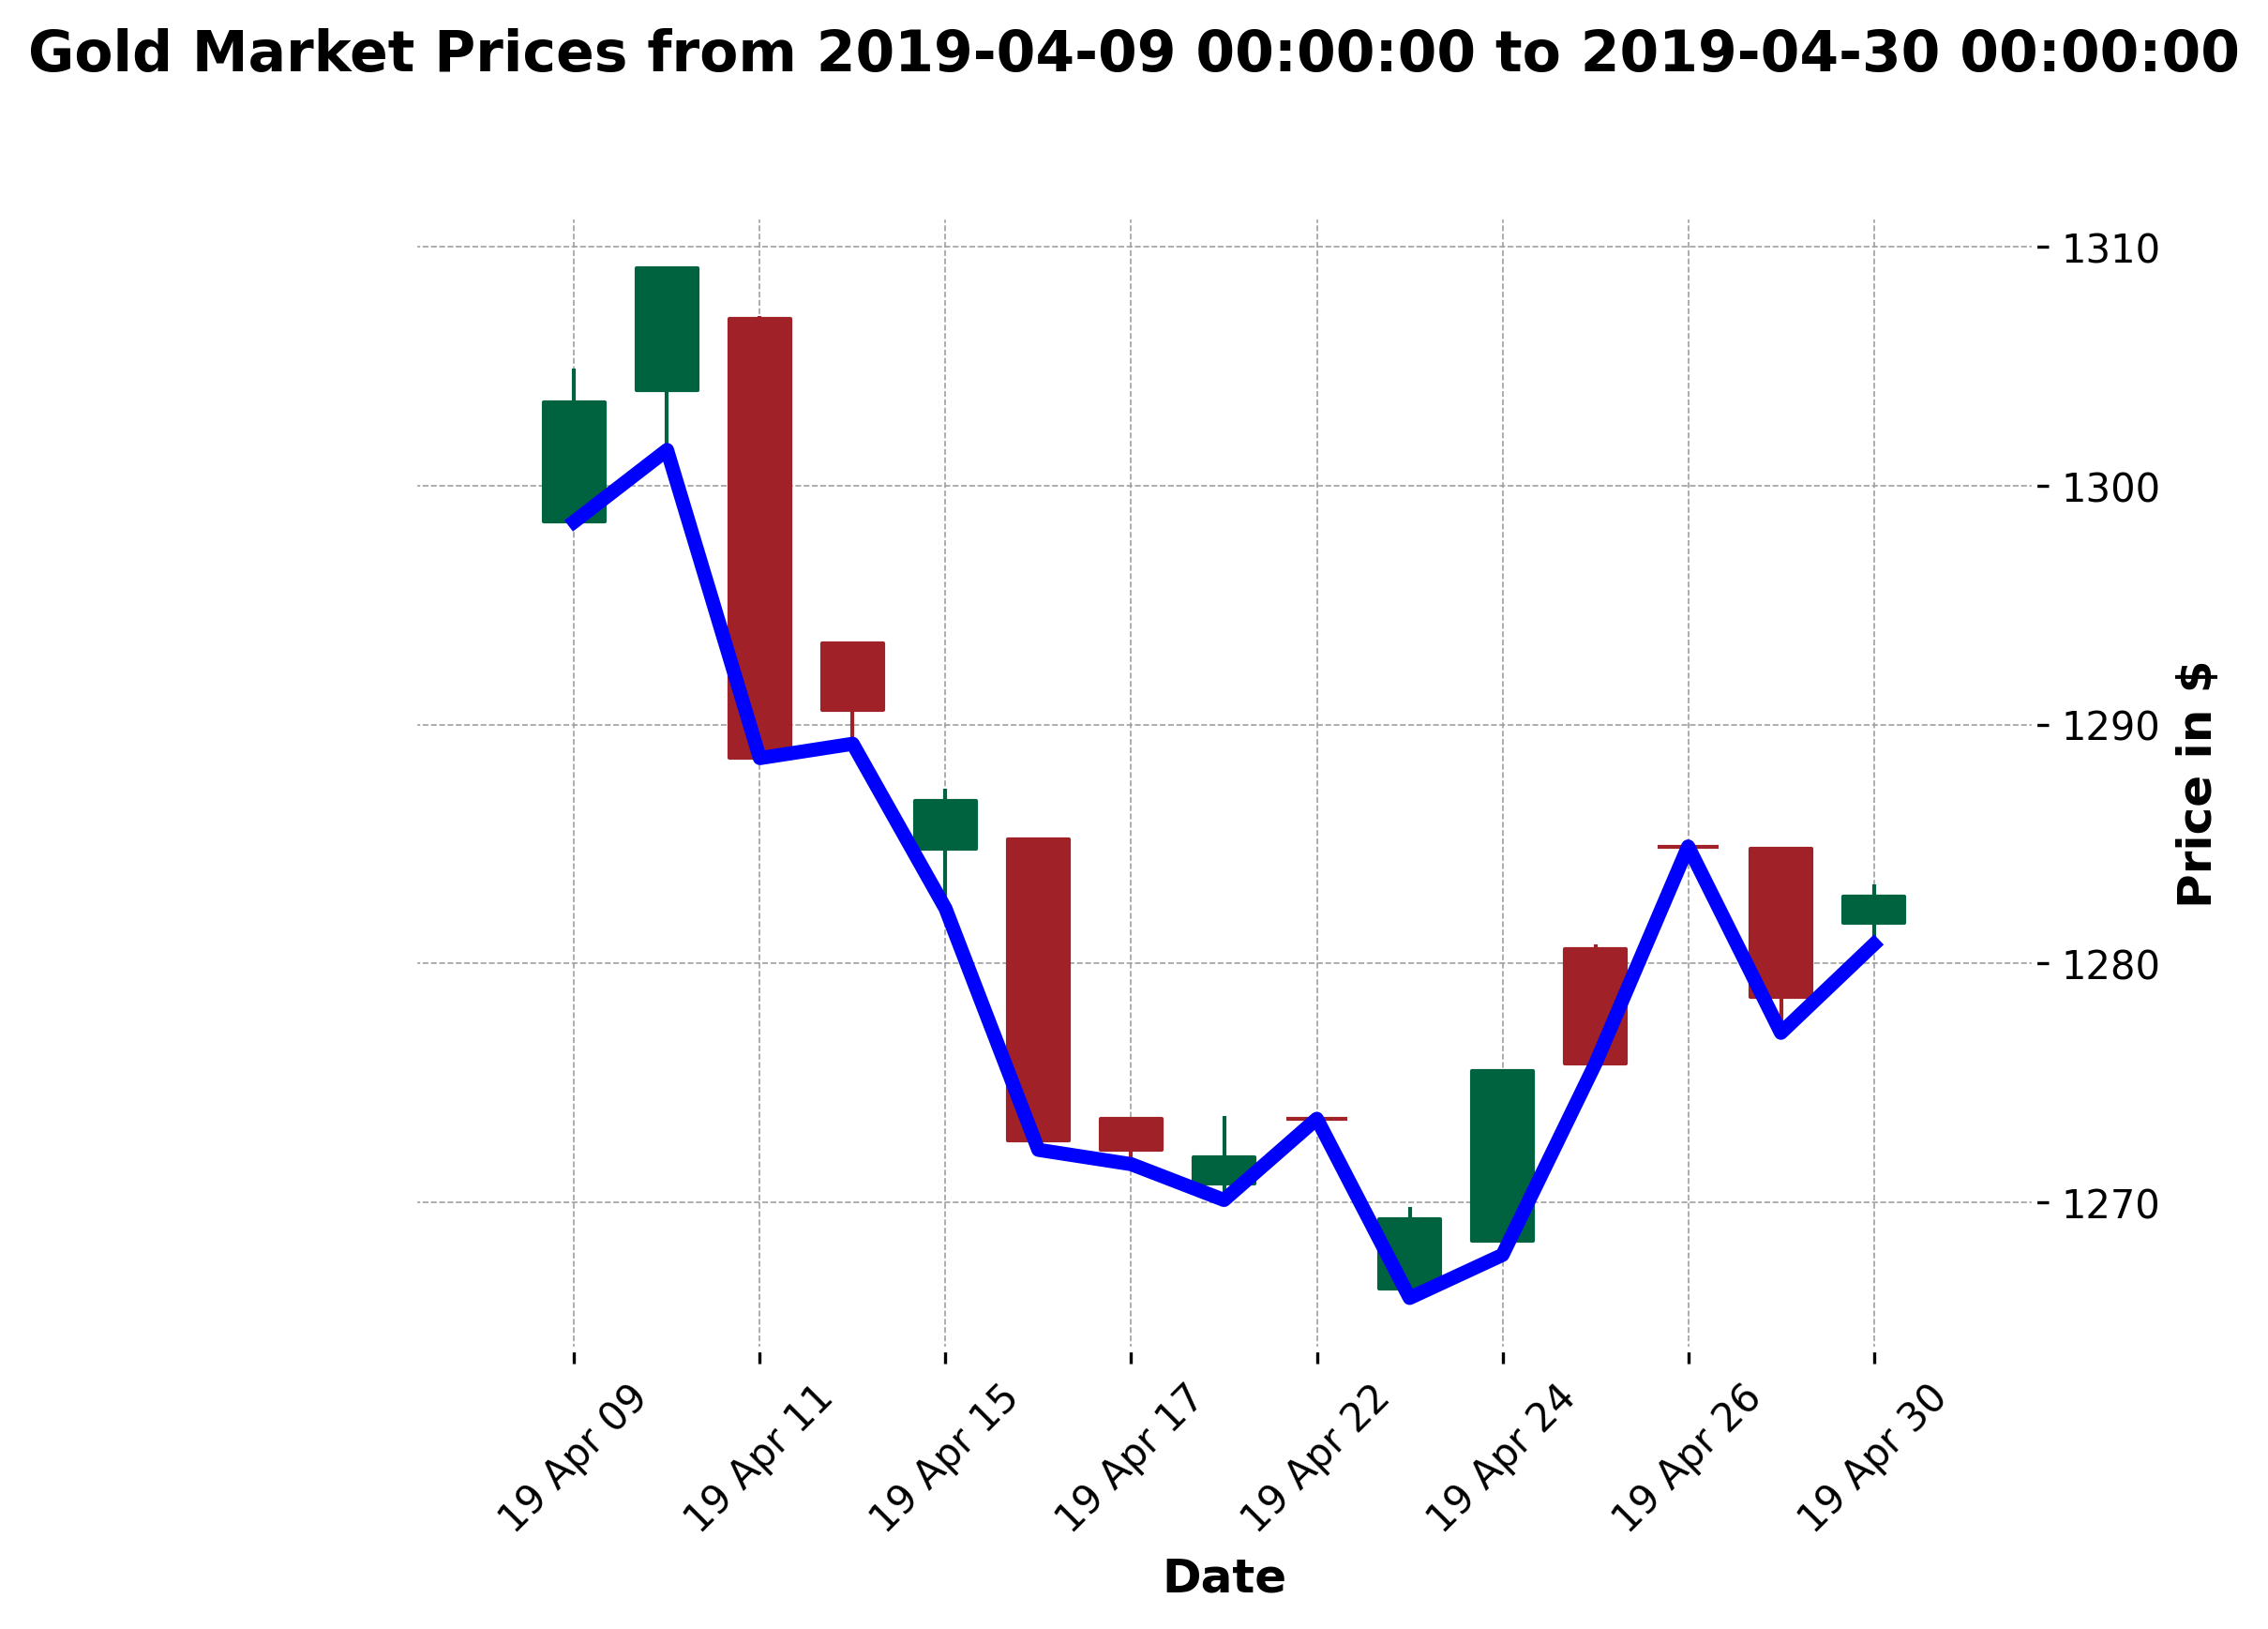 Gold Market Prices from 2019-04-09 00:00:00 to 2019-04-30 00:00:00
1310
1300
1290
1280
1270
Price in $
19 Apr 09
19 Apr 11
19 Apr 15
19 Apr 17
19 Apr 22
19 Apr 24
19 Apr 26
19 Apr 30
Date